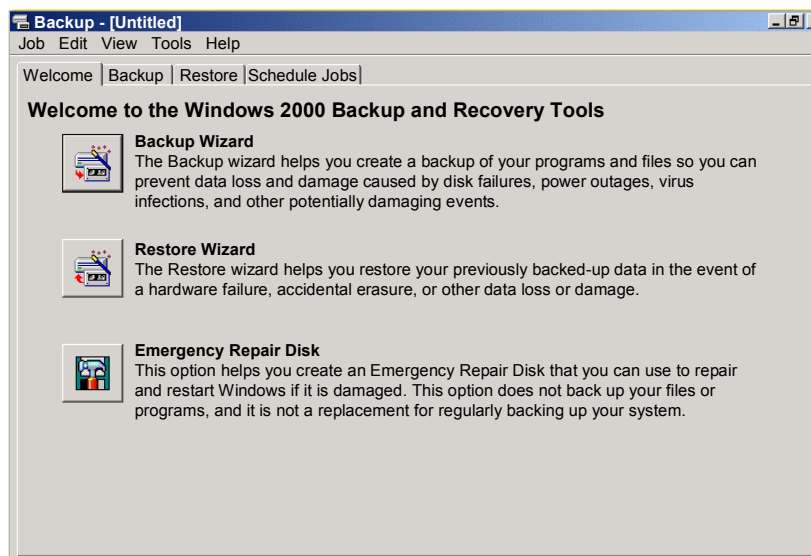 Backup - [Untitled]
Job Edit View Tools Help
Welcome Backup Restore Schedule Jobs
Welcome to the Windows 2000 Backup and Recovery Tools
Backup Wizard
The Backup wizard helps you create a backup of your programs and files so you can
prevent data loss and damage caused by disk failures, power outages, virus
infections, and other potentially damaging events.
Restore Wizard
The Restore wizard helps you restore your previously backed-up data in the event of
a hardware failure, accidental erasure, or other data loss or damage.
Emergency Repair Disk
This option helps you create an Emergency Repair Disk that you can use to repair
and restart Windows if it is damaged. This option does not back up your files or
programs, and it is not a replacement for regularly backing up your system.